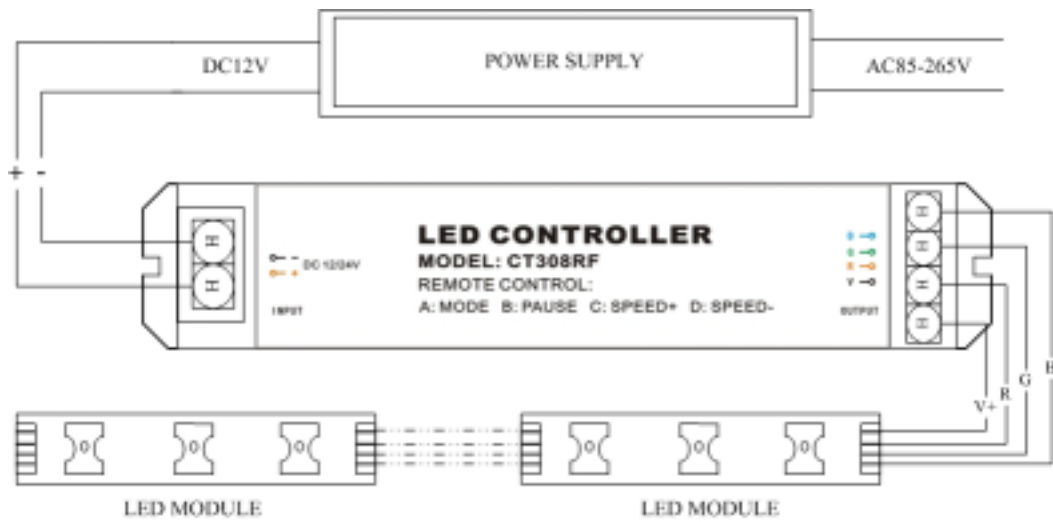 DC12V
POWER SUPPLY
AC85-265V
+
-
LED CONTROLLER
MODEL: CT308RF
REMOTE CONTROL:
A: MODE B: PAUSE C: SPEED+ D: SPEED-
-
DC 12/24V
+
INPUT
B
G
R
V
OUTPUT
B
G
R
V+
LED MODULE
LED MODULE